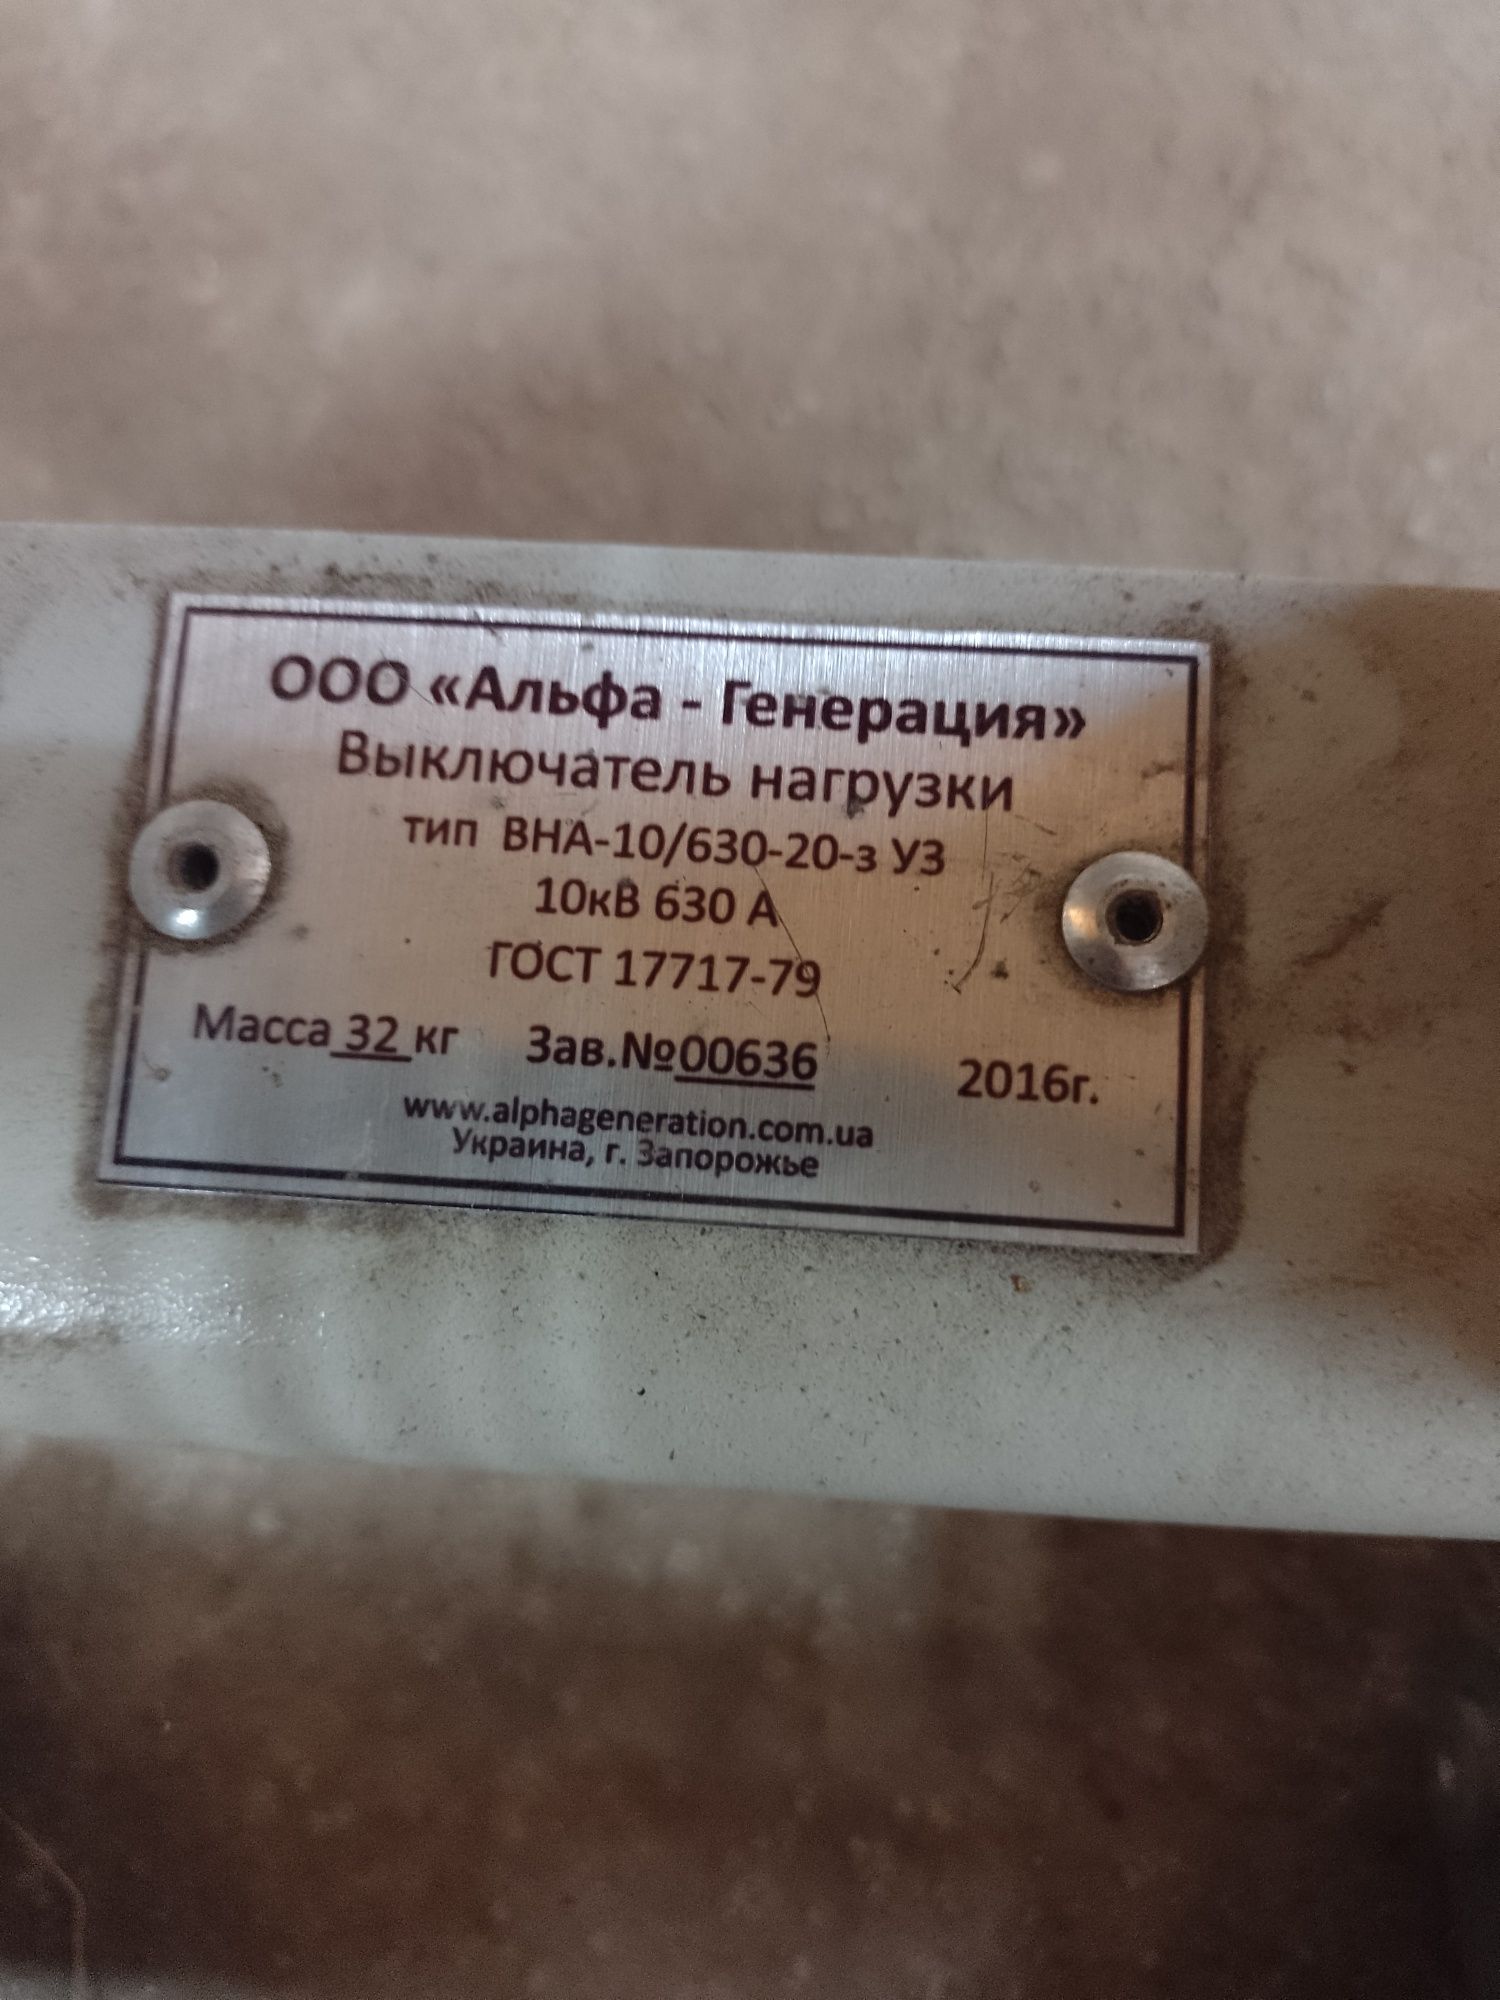 ООО «Альфа - Генерация»
Выключатель нагрузки
тип ВНА-10/630-20-з У3
10кВ 630 А
ГОСТ 17717-79
Масса 32 кг Зав.№00636 2016г.
www.alphageneration.com.ua
Украина, г. Запорожье